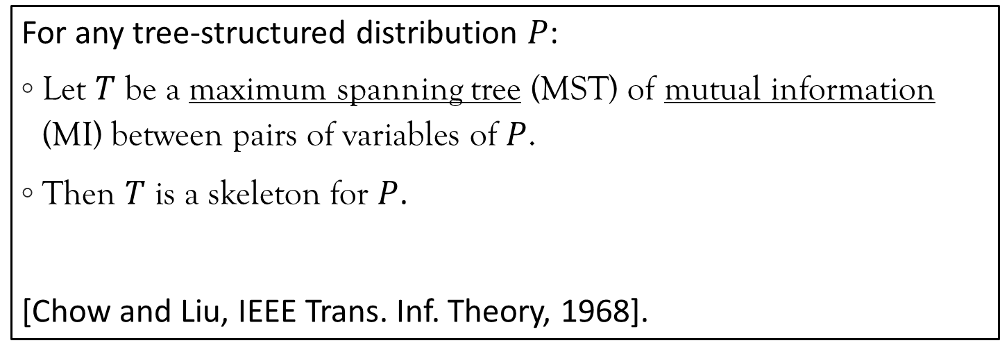 For any tree-structured distribution P:
◦ Let T be a maximum spanning tree (MST) of mutual information
(MI) between pairs of variables of P.
◦ Then T is a skeleton for P.
[Chow and Liu, IEEE Trans. Inf. Theory, 1968].